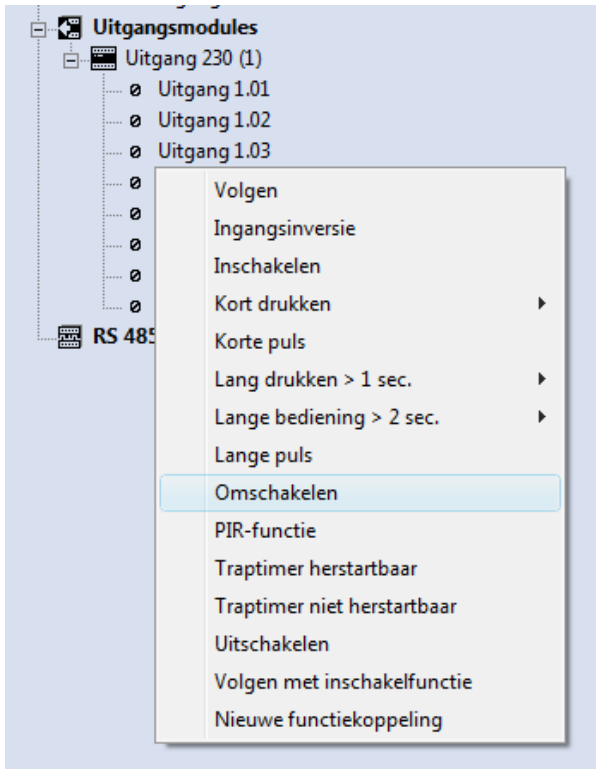 Uitgangsmodules
Uitgang 230 (1)
Uitgang 1.01
Uitgang 1.02
Uitgang 1.03
Volgen
Ingangsinversie
Inschakelen
Kort drukken
Korte puls
RS 485
Lang drukken > 1 sec.
Lange bediening > 2 sec.
Lange puls
Omschakelen
PIR-functie
Traptimer herstartbaar
Traptimer niet herstartbaar
Uitschakelen
Volgen met inschakelfunctie
Nieuwe functiekoppeling